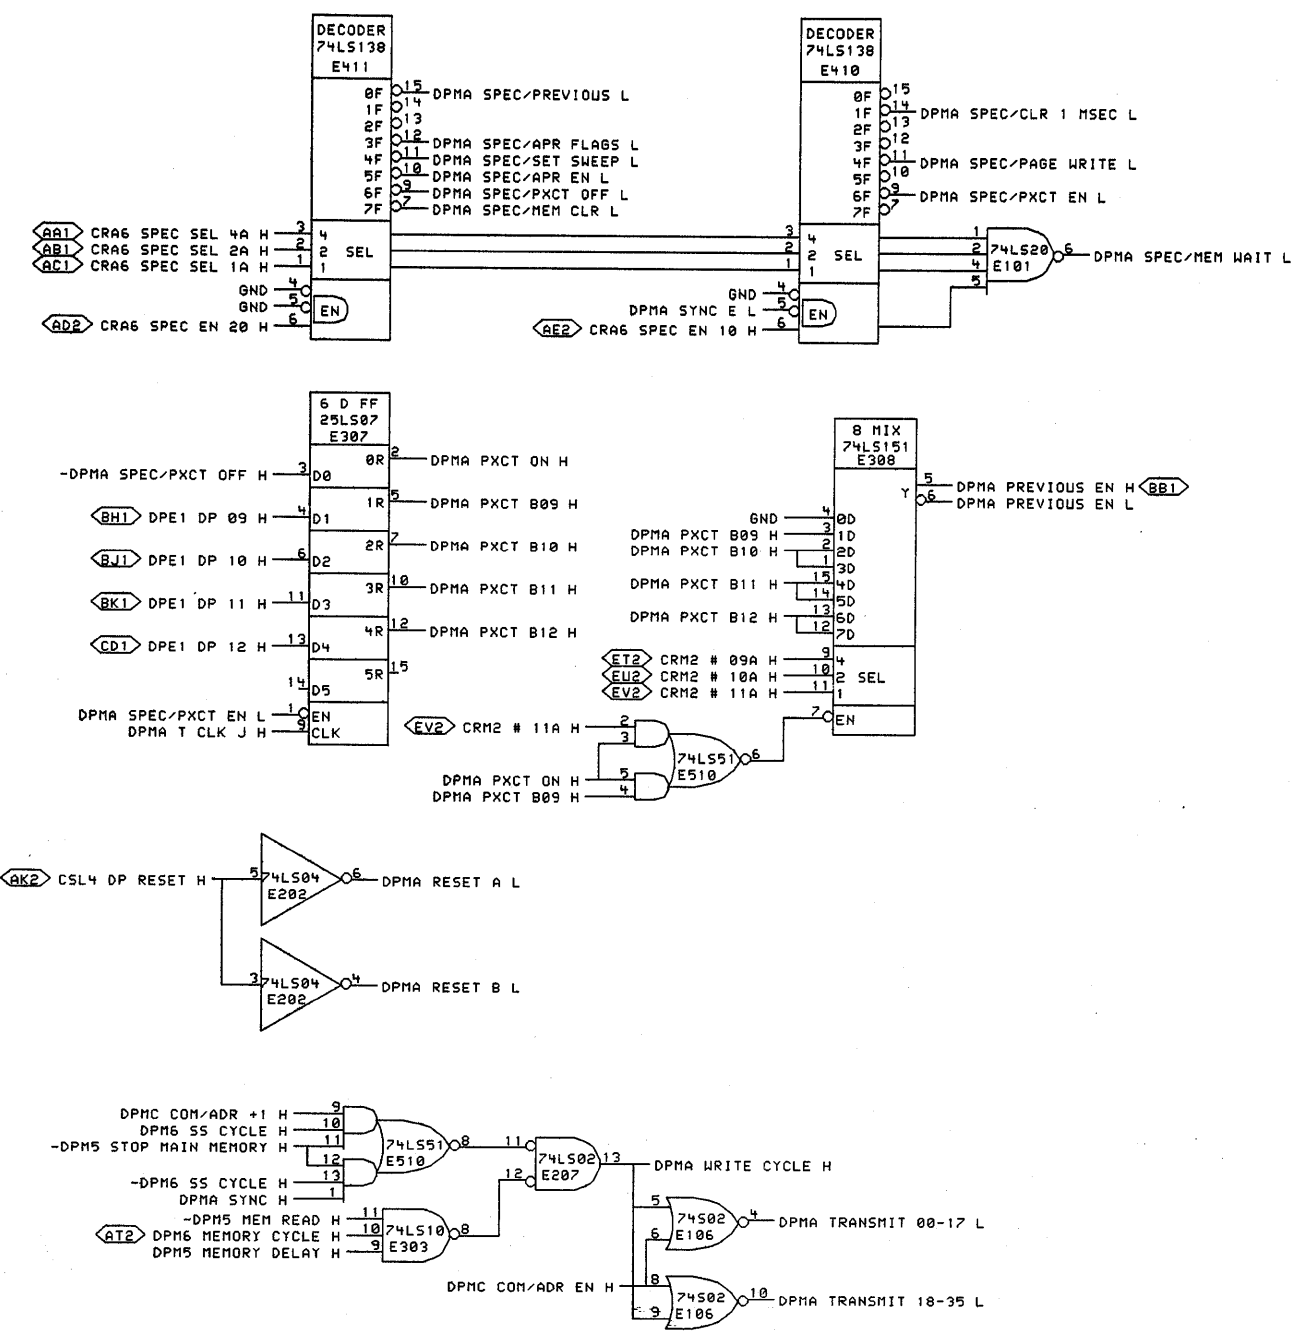 DECODER
74LS138
E411
0F 15 DPMA SPEC/PREVIOUS L
1F 14
2F 13
3F 12 DPMA SPEC/APR FLAGS L
4F 11 DPMA SPEC/SET SWEEP L
5F 10 DPMA SPEC/APR EN L
6F 9 DPMA SPEC/PXCT OFF L
7F 7 DPMA SPEC/MEM CLR L
AA1 CRA6 SPEC SEL 4A H 3 4
AB1 CRA6 SPEC SEL 2A H 2 2 SEL
AC1 CRA6 SPEC SEL 1A H 1 1
GND 4
GND 5 EN
AD2 CRA6 SPEC EN 20 H 6
DECODER
74LS138
E410
0F 15
1F 14 DPMA SPEC/CLR 1 MSEC L
2F 13
3F 12
4F 11 DPMA SPEC/PAGE WRITE L
5F 10
6F 9 DPMA SPEC/PXCT EN L
7F 7
3 4
2 2 SEL
1 1
GND 4
DPMA SYNC E L 5 EN
AE2 CRA6 SPEC EN 10 H 6
1
2 74LS20 6 DPMA SPEC/MEM WAIT L
4 E101
5
6 D FF
25LS07
E307
0R 2 DPMA PXCT ON H
-DPMA SPEC/PXCT OFF H 3 D0
1R 5 DPMA PXCT B09 H
BH1 DPE1 DP 09 H 4 D1
2R 7 DPMA PXCT B10 H
BJ1 DPE1 DP 10 H 6 D2
3R 10 DPMA PXCT B11 H
BK1 DPE1 DP 11 H 11 D3
4R 12 DPMA PXCT B12 H
CD1 DPE1 DP 12 H 13 D4
5R 15
14 D5
DPMA SPEC/PXCT EN L 1 EN
DPMA T CLK J H 9 CLK
8 MIX
74LS151
E308
Y 5 DPMA PREVIOUS EN H BB1
6 DPMA PREVIOUS EN L
GND 4 0D
DPMA PXCT B09 H 3 1D
DPMA PXCT B10 H 2 2D
1 3D
DPMA PXCT B11 H 15 4D
14 5D
DPMA PXCT B12 H 13 6D
12 7D
ET2 CRM2 # 09A H 9 4
EU2 CRM2 # 10A H 10 2 SEL
EV2 CRM2 # 11A H 11 1
7 EN
EV2 CRM2 # 11A H 2
3
74LS51 6
E510
DPMA PXCT ON H 5
DPMA PXCT B09 H 4
AK2 CSL4 DP RESET H 5 74LS04 6 DPMA RESET A L
E202
3 74LS04 4 DPMA RESET B L
E202
DPMC COM/ADR +1 H 9
DPM6 SS CYCLE H 10
-DPM5 STOP MAIN MEMORY H 11
12
-DPM6 SS CYCLE H 13
DPMA SYNC H 1
74LS51 8
E510
-DPM5 MEM READ H 11
AT2 DPM6 MEMORY CYCLE H 10 74LS10 8
DPM5 MEMORY DELAY H 9 E303
11
74LS02 13 DPMA WRITE CYCLE H
12 E207
5
74S02 4 DPMA TRANSMIT 00-17 L
6 E106
DPMC COM/ADR EN H 8
74S02 10 DPMA TRANSMIT 18-35 L
9 E106